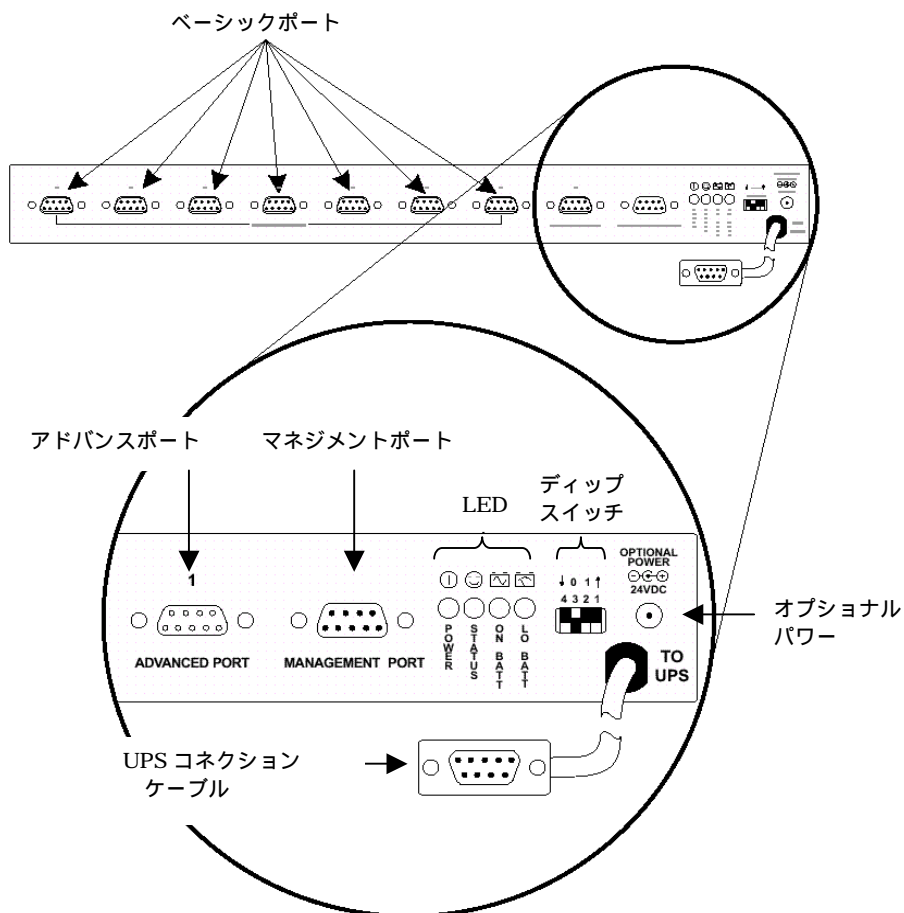 ベーシックポート
アドバンスポート
マネジメントポート
LED
ディップ
スイッチ
1
ADVANCED PORT
MANAGEMENT PORT
POWER
STATUS
ON BATT
LO BATT
↓ 0 1 ↑
4 3 2 1
OPTIONAL
POWER
24VDC
TO
UPS
オプショナル
パワー
UPS コネクション
ケーブル